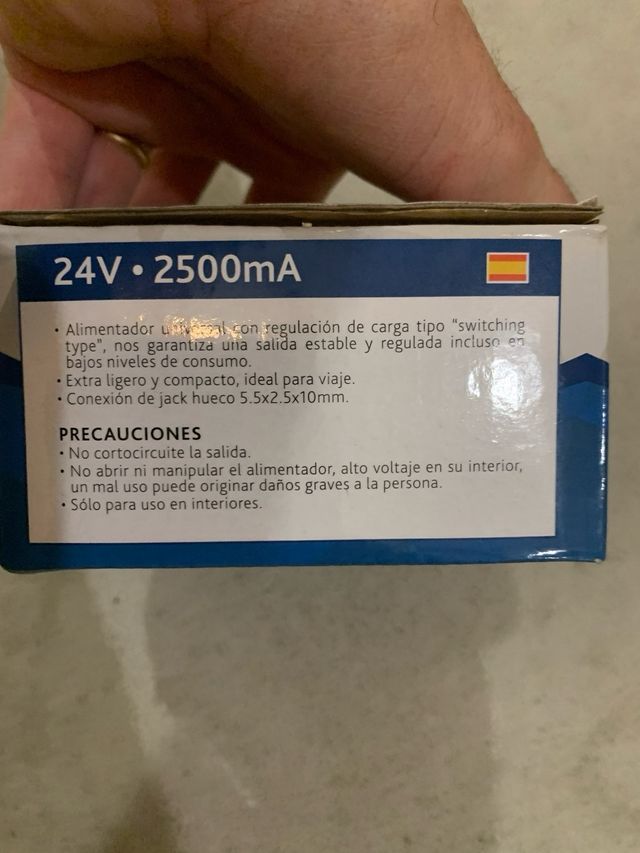 24V • 2500mA
• Alimentador universal con regulación de carga tipo "switching
type", nos garantiza una salida estable y regulada incluso en
bajos niveles de consumo.
• Extra ligero y compacto, ideal para viaje.
• Conexión de jack hueco 5.5x2.5x10mm.
PRECAUCIONES
• No cortocircuite la salida.
• No abrir ni manipular el alimentador, alto voltaje en su interior,
un mal uso puede originar daños graves a la persona.
• Sólo para uso en interiores.